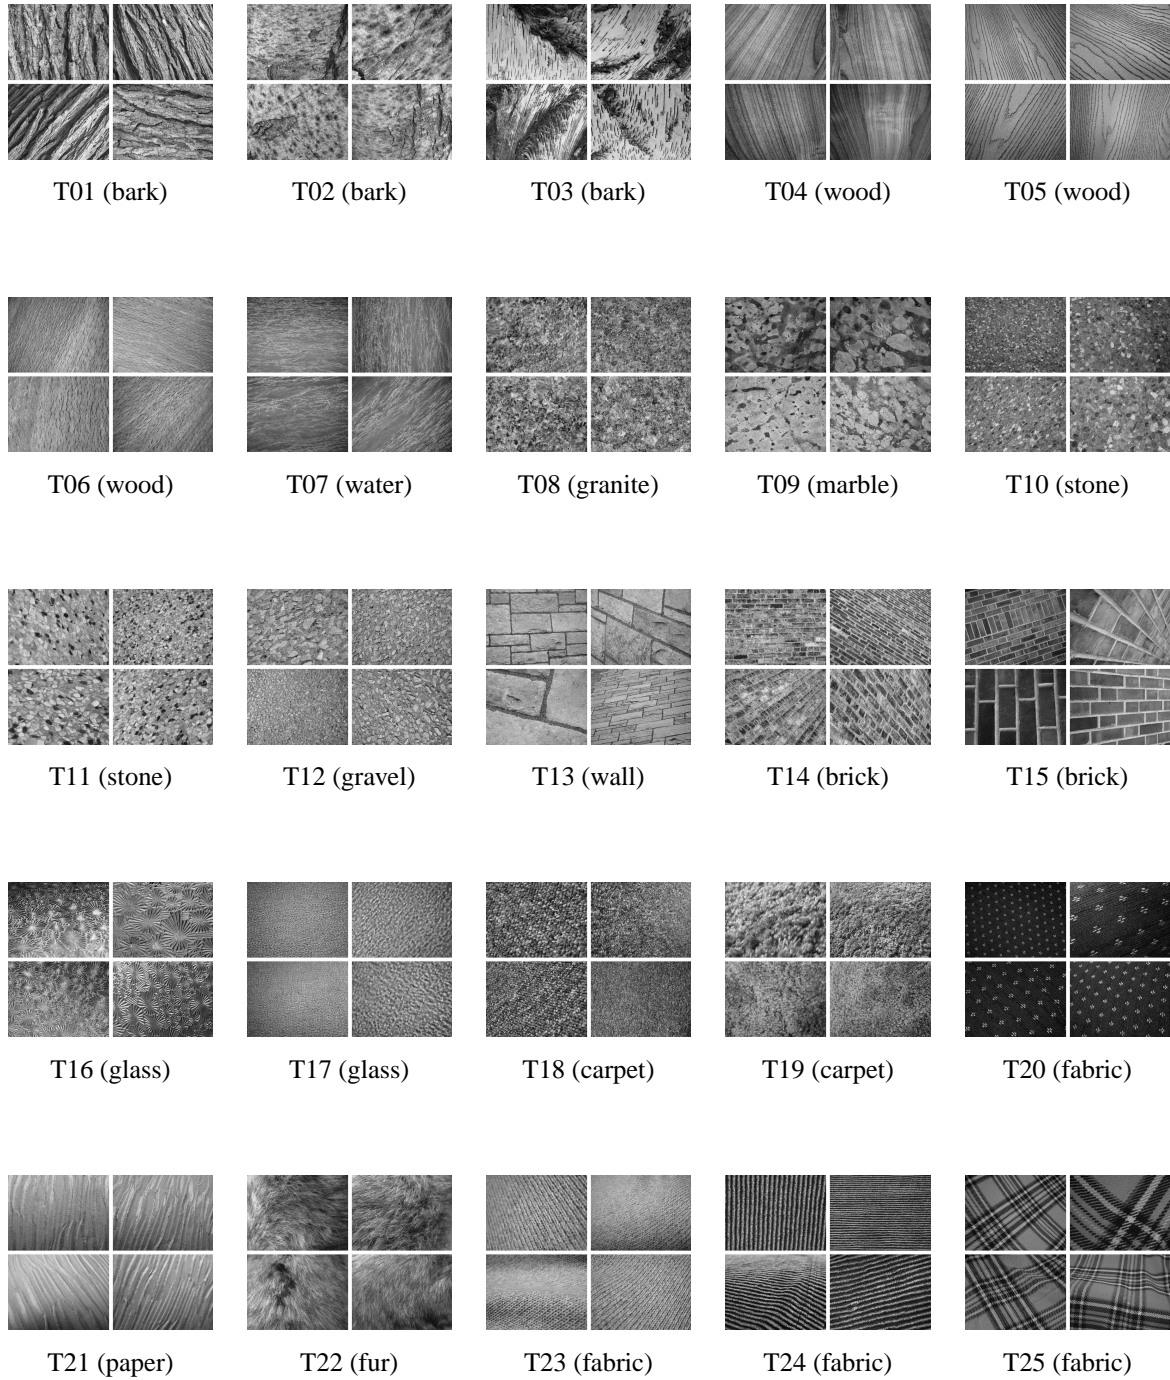 T01 (bark)
T02 (bark)
T03 (bark)
T04 (wood)
T05 (wood)
T06 (wood)
T07 (water)
T08 (granite)
T09 (marble)
T10 (stone)
T11 (stone)
T12 (gravel)
T13 (wall)
T14 (brick)
T15 (brick)
T16 (glass)
T17 (glass)
T18 (carpet)
T19 (carpet)
T20 (fabric)
T21 (paper)
T22 (fur)
T23 (fabric)
T24 (fabric)
T25 (fabric)